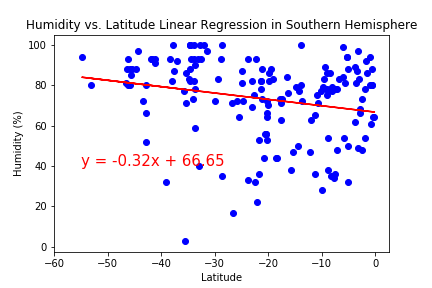 Humidity vs. Latitude Linear Regression in Southern Hemisphere
100
80
60
40
20
0
Humidity (%)
y = -0.32x + 66.65
−60 −50 −40 −30 −20 −10 0
Latitude